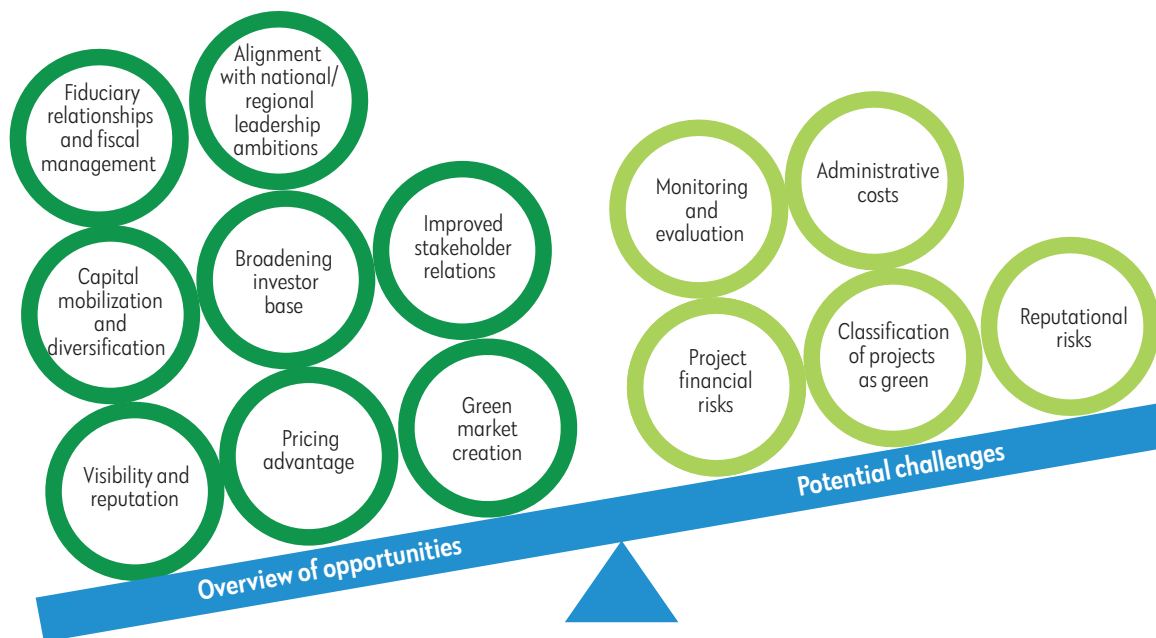 Fiduciary
relationships
and fiscal
management
Alignment
with national/
regional
leadership
ambitions
Capital
mobilization
and
diversification
Broadening
investor
base
Improved
stakeholder
relations
Visibility and
reputation
Pricing
advantage
Green
market
creation
Overview of opportunities
Monitoring
and
evaluation
Administrative
costs
Project
financial
risks
Classification
of projects
as green
Reputational
risks
Potential challenges